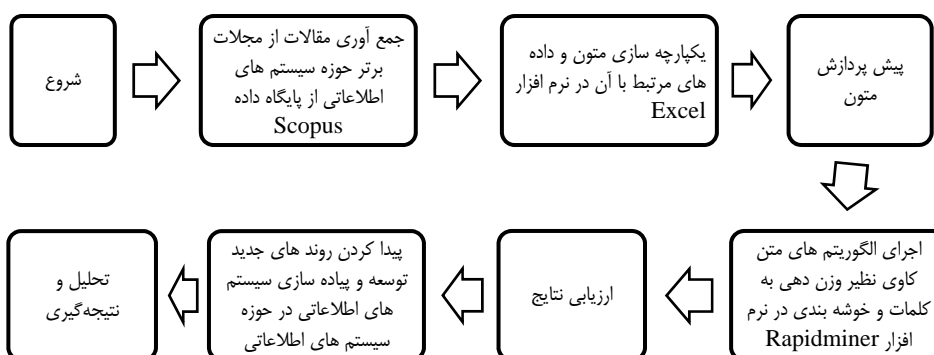 شروع
جمع آوری مقالات از مجلات
برتر حوزه سیستم های
اطلاعاتی از پایگاه داده
Scopus
یکپارچه سازی متون و داده
های مرتبط با آن در نرم افزار
Excel
پیش پردازش
متون
اجرای الگوریتم های متن
کاوی نظیر وزن دهی به
کلمات و خوشه بندی در نرم
افزار Rapidminer
ارزیابی نتایج
پیدا کردن روند های جدید
توسعه و پیاده سازی سیستم
های اطلاعاتی در حوزه
سیستم های اطلاعاتی
تحلیل و
نتیجه‌گیری